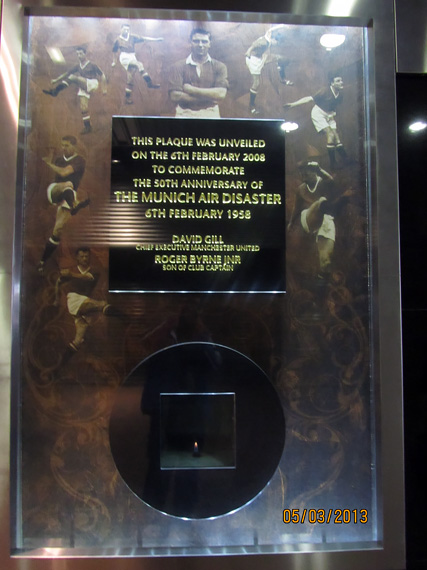 THIS PLAQUE WAS UNVEILED
ON THE 6TH FEBRUARY 2008
TO COMMEMORATE
THE 50TH ANNIVERSARY OF
THE MUNICH AIR DISASTER
6TH FEBRUARY 1958
DAVID GILL
CHIEF EXECUTIVE MANCHESTER UNITED
ROGER BYRNE JNR
SON OF CLUB CAPTAIN
05/03/2013